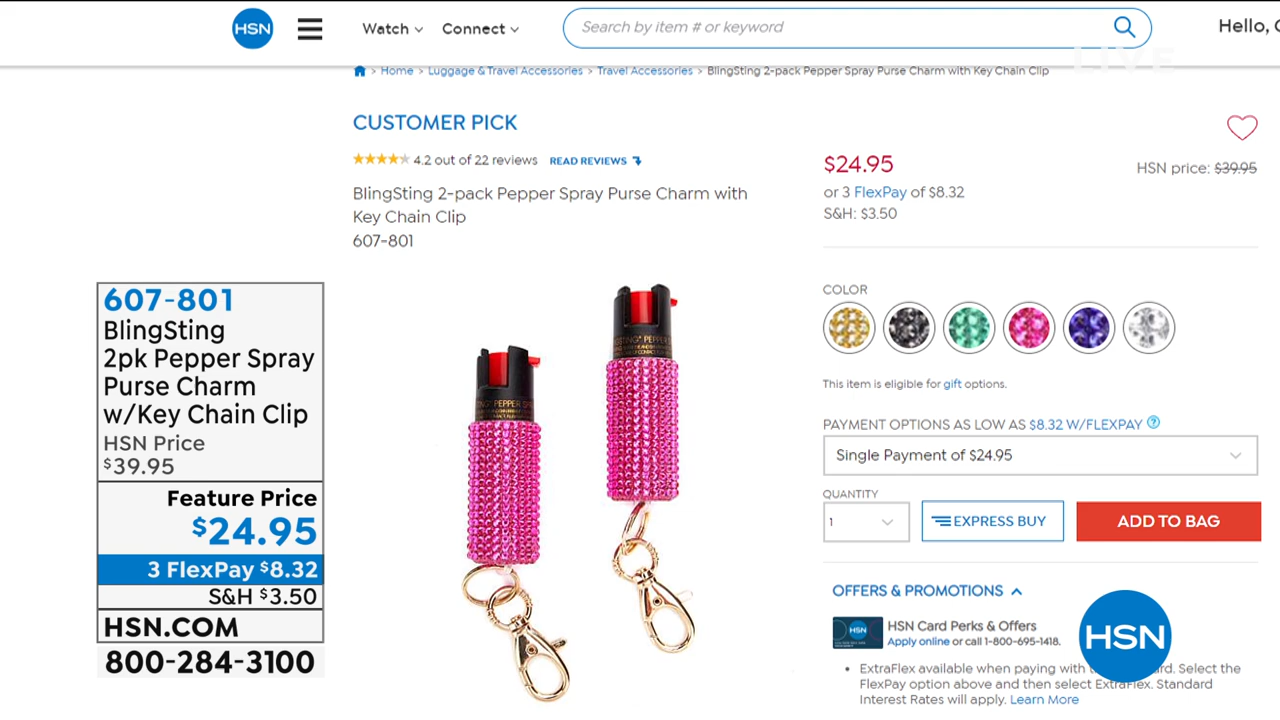 HSN
Watch
Connect
Search by item # or keyword
Hello,
LIVE
> Home > Luggage & Travel Accessories > Travel Accessories > BlingSting 2-pack Pepper Spray Purse Charm with Key Chain Clip
CUSTOMER PICK
4.2 out of 22 reviews READ REVIEWS
BlingSting 2-pack Pepper Spray Purse Charm with
Key Chain Clip
607-801
$24.95
HSN price: $39.95
or 3 FlexPay of $8.32
S&H: $3.50
COLOR
This item is eligible for gift options.
PAYMENT OPTIONS AS LOW AS $8.32 W/FLEXPAY ?
Single Payment of $24.95
QUANTITY
1
EXPRESS BUY
ADD TO BAG
OFFERS & PROMOTIONS
HSN
HSN Card Perks & Offers
Apply online or call 1-800-695-1418.
• ExtraFlex available when paying with
Select the
FlexPay option above and then select ExtraFlex. Standard
Interest Rates will apply. Learn More
HSN
607-801
BlingSting
2pk Pepper Spray
Purse Charm
w/Key Chain Clip
HSN Price
$39.95
Feature Price
$24.95
3 FlexPay $8.32
S&H $3.50
HSN.COM
800-284-3100